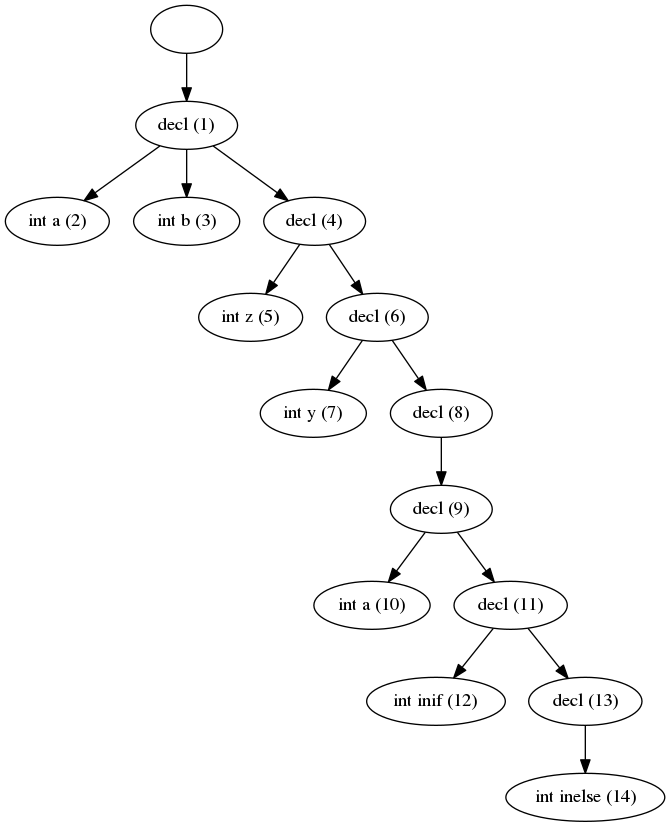 decl (1)
int a (2)
int b (3)
decl (4)
int z (5)
decl (6)
int y (7)
decl (8)
decl (9)
int a (10)
decl (11)
int inif (12)
decl (13)
int inelse (14)